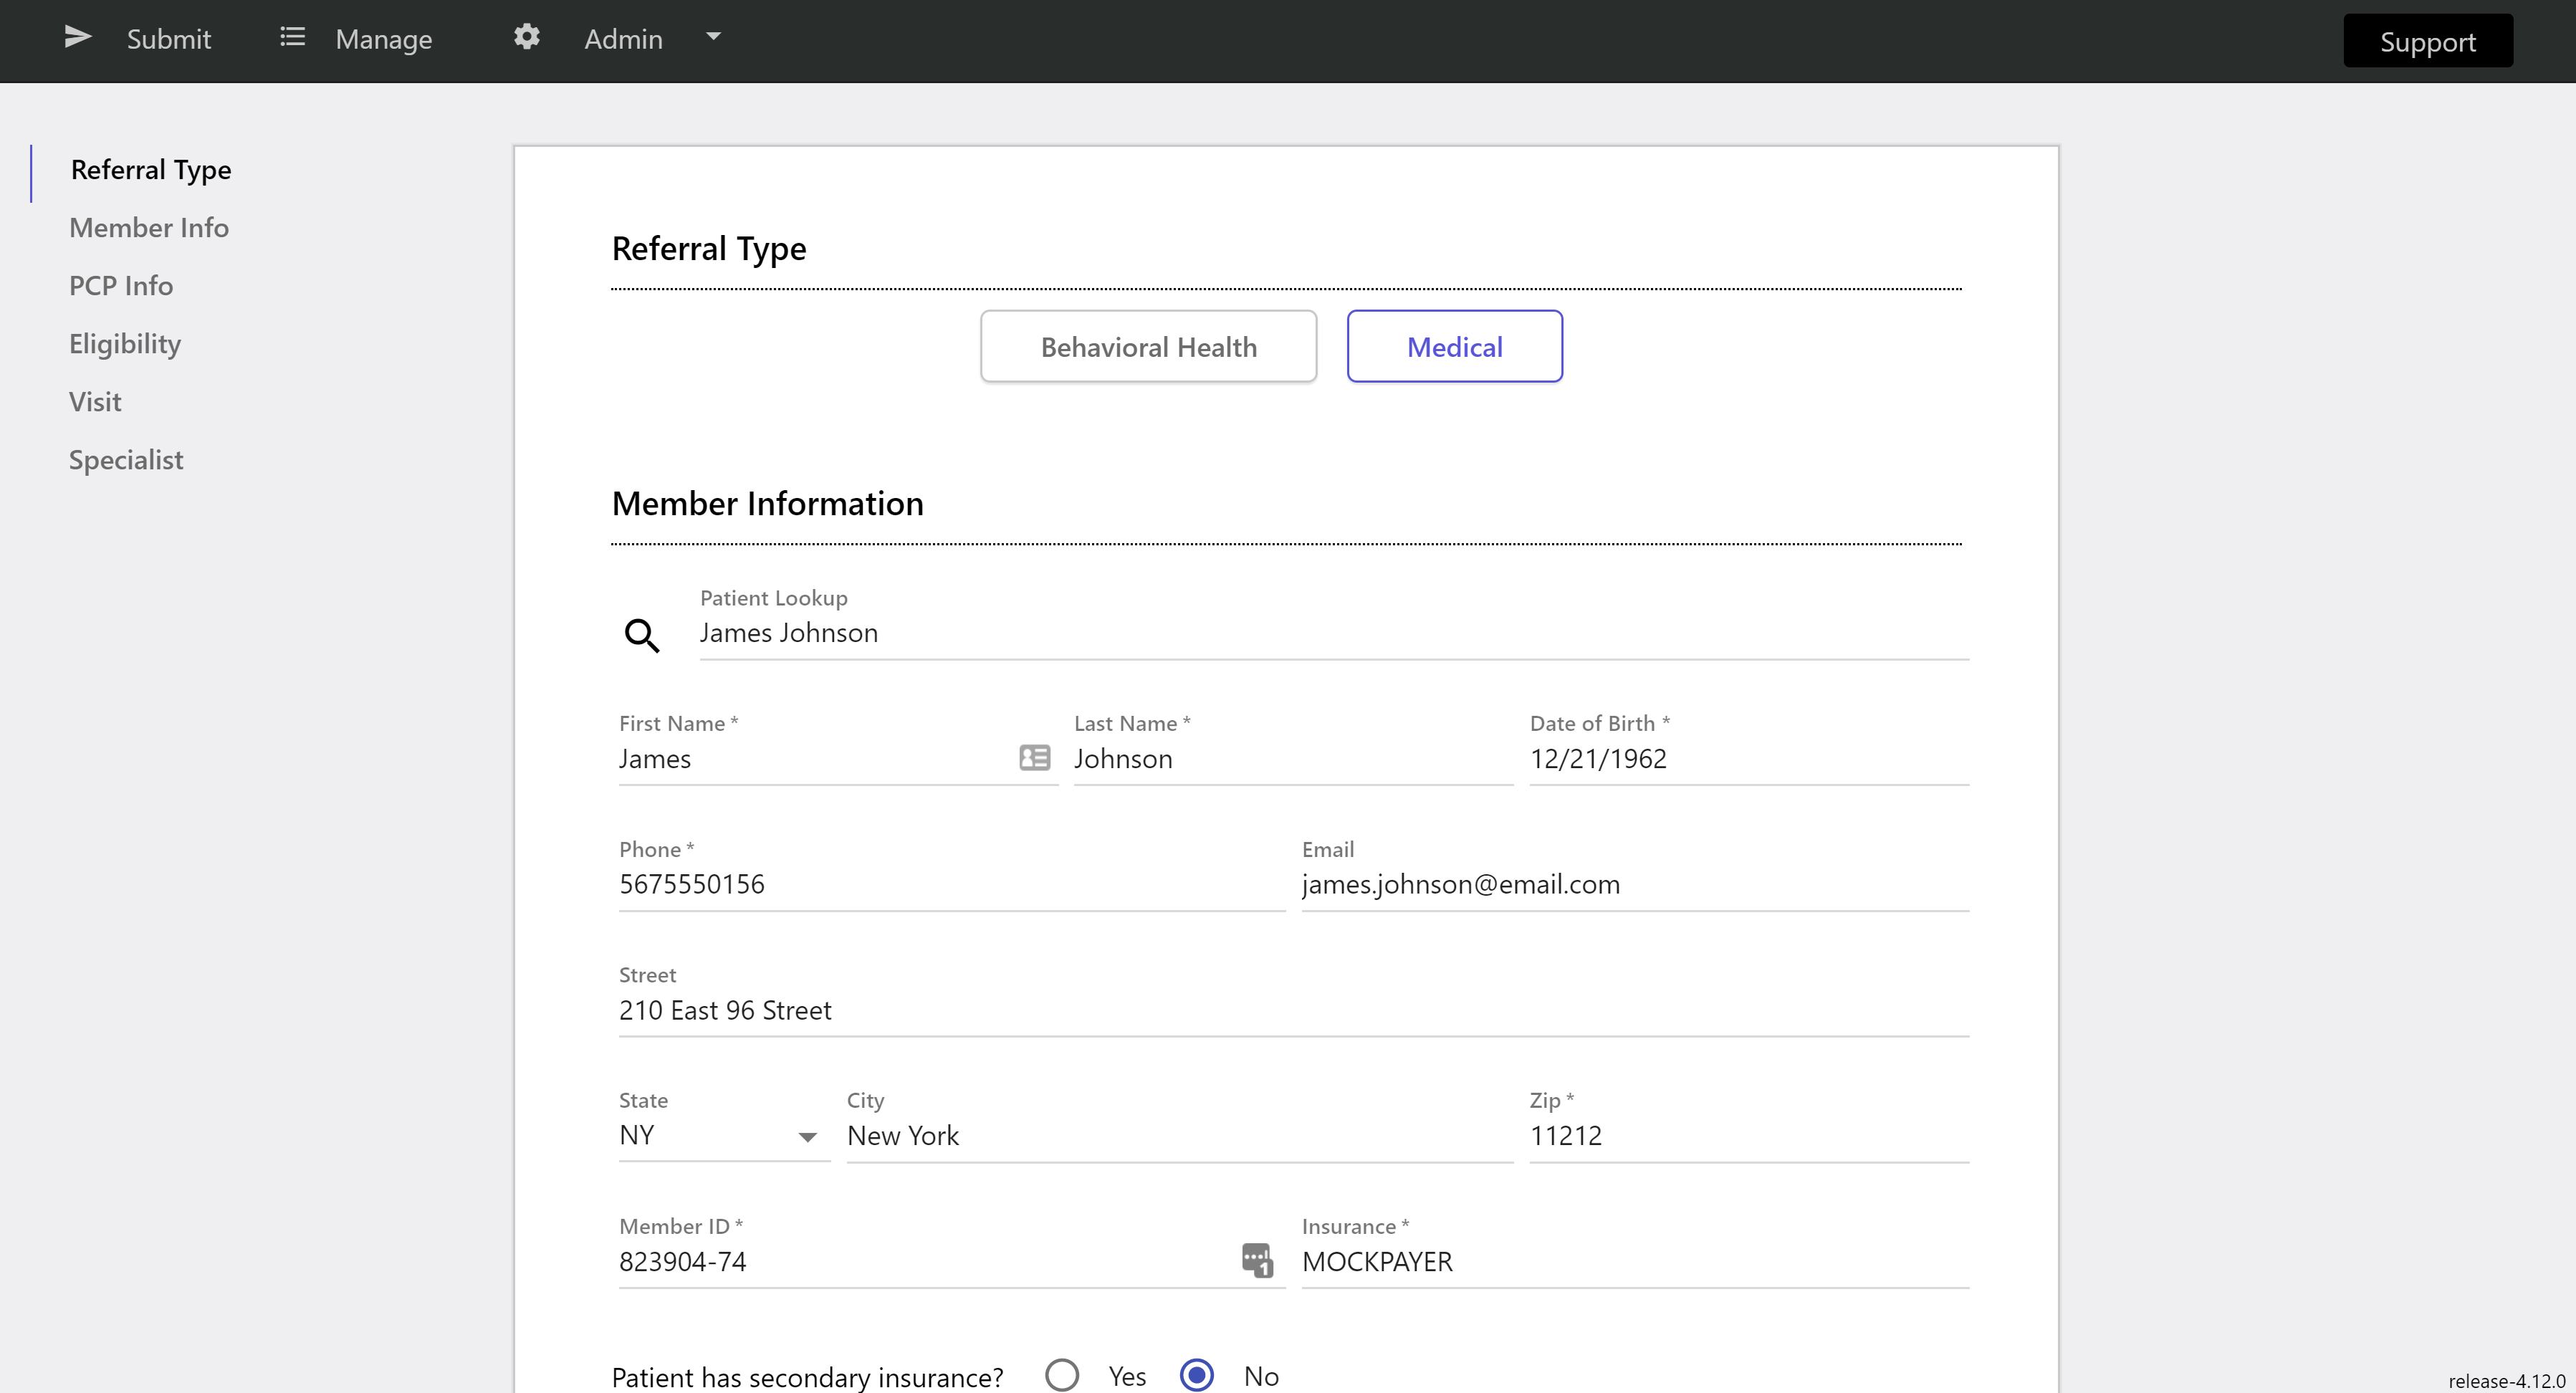 Submit Manage Admin Support
Referral Type
Member Info
PCP Info
Eligibility
Visit
Specialist
Referral Type
Behavioral Health Medical
Member Information
Patient Lookup
James Johnson
First Name * Last Name * Date of Birth *
James Johnson 12/21/1962
Phone * Email
5675550156 james.johnson@email.com
Street
210 East 96 Street
State City Zip *
NY New York 11212
Member ID * Insurance *
823904-74 1 MOCKPAYER
Patient has secondary insurance? Yes No
release-4.12.0